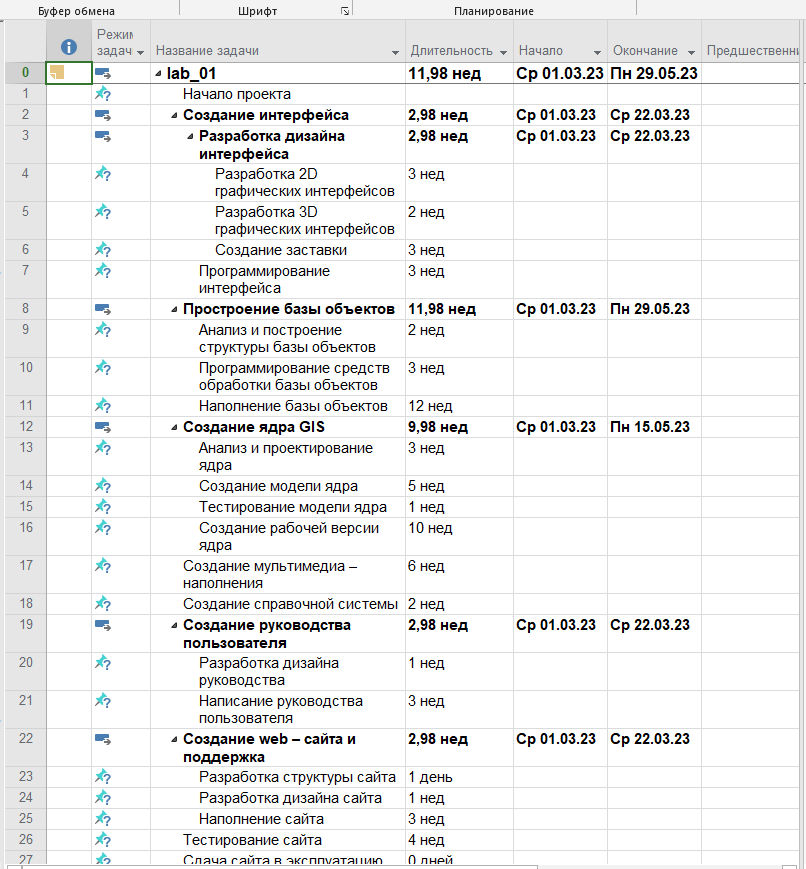 Буфер обмена Шрифт Планирование
Режим
задачи Название задачи Длительность Начало Окончание Предшественни
0 lab_01 11,98 нед Ср 01.03.23 Пн 29.05.23
1 Начало проекта
2 Создание интерфейса 2,98 нед Ср 01.03.23 Ср 22.03.23
3 Разработка дизайна 2,98 нед Ср 01.03.23 Ср 22.03.23
интерфейса
4 Разработка 2D 3 нед
графических интерфейсов
5 Разработка 3D 2 нед
графических интерфейсов
6 Создание заставки 3 нед
7 Программирование 3 нед
интерфейса
8 Простроение базы объектов 11,98 нед Ср 01.03.23 Пн 29.05.23
9 Анализ и построение 2 нед
структуры базы объектов
10 Программирование средств 3 нед
обработки базы объектов
11 Наполнение базы объектов 12 нед
12 Создание ядра GIS 9,98 нед Ср 01.03.23 Пн 15.05.23
13 Анализ и проектирование 3 нед
ядра
14 Создание модели ядра 5 нед
15 Тестирование модели ядра 1 нед
16 Создание рабочей версии 10 нед
ядра
17 Создание мультимедиа – 6 нед
наполнения
18 Создание справочной системы 2 нед
19 Создание руководства 2,98 нед Ср 01.03.23 Ср 22.03.23
пользователя
20 Разработка дизайна 1 нед
руководства
21 Написание руководства 3 нед
пользователя
22 Создание web – сайта и 2,98 нед Ср 01.03.23 Ср 22.03.23
поддержка
23 Разработка структуры сайта 1 день
24 Разработка дизайна сайта 1 нед
25 Наполнение сайта 3 нед
26 Тестирование сайта 4 нед
27 Сдача сайта в эксплуатацию 0 дней